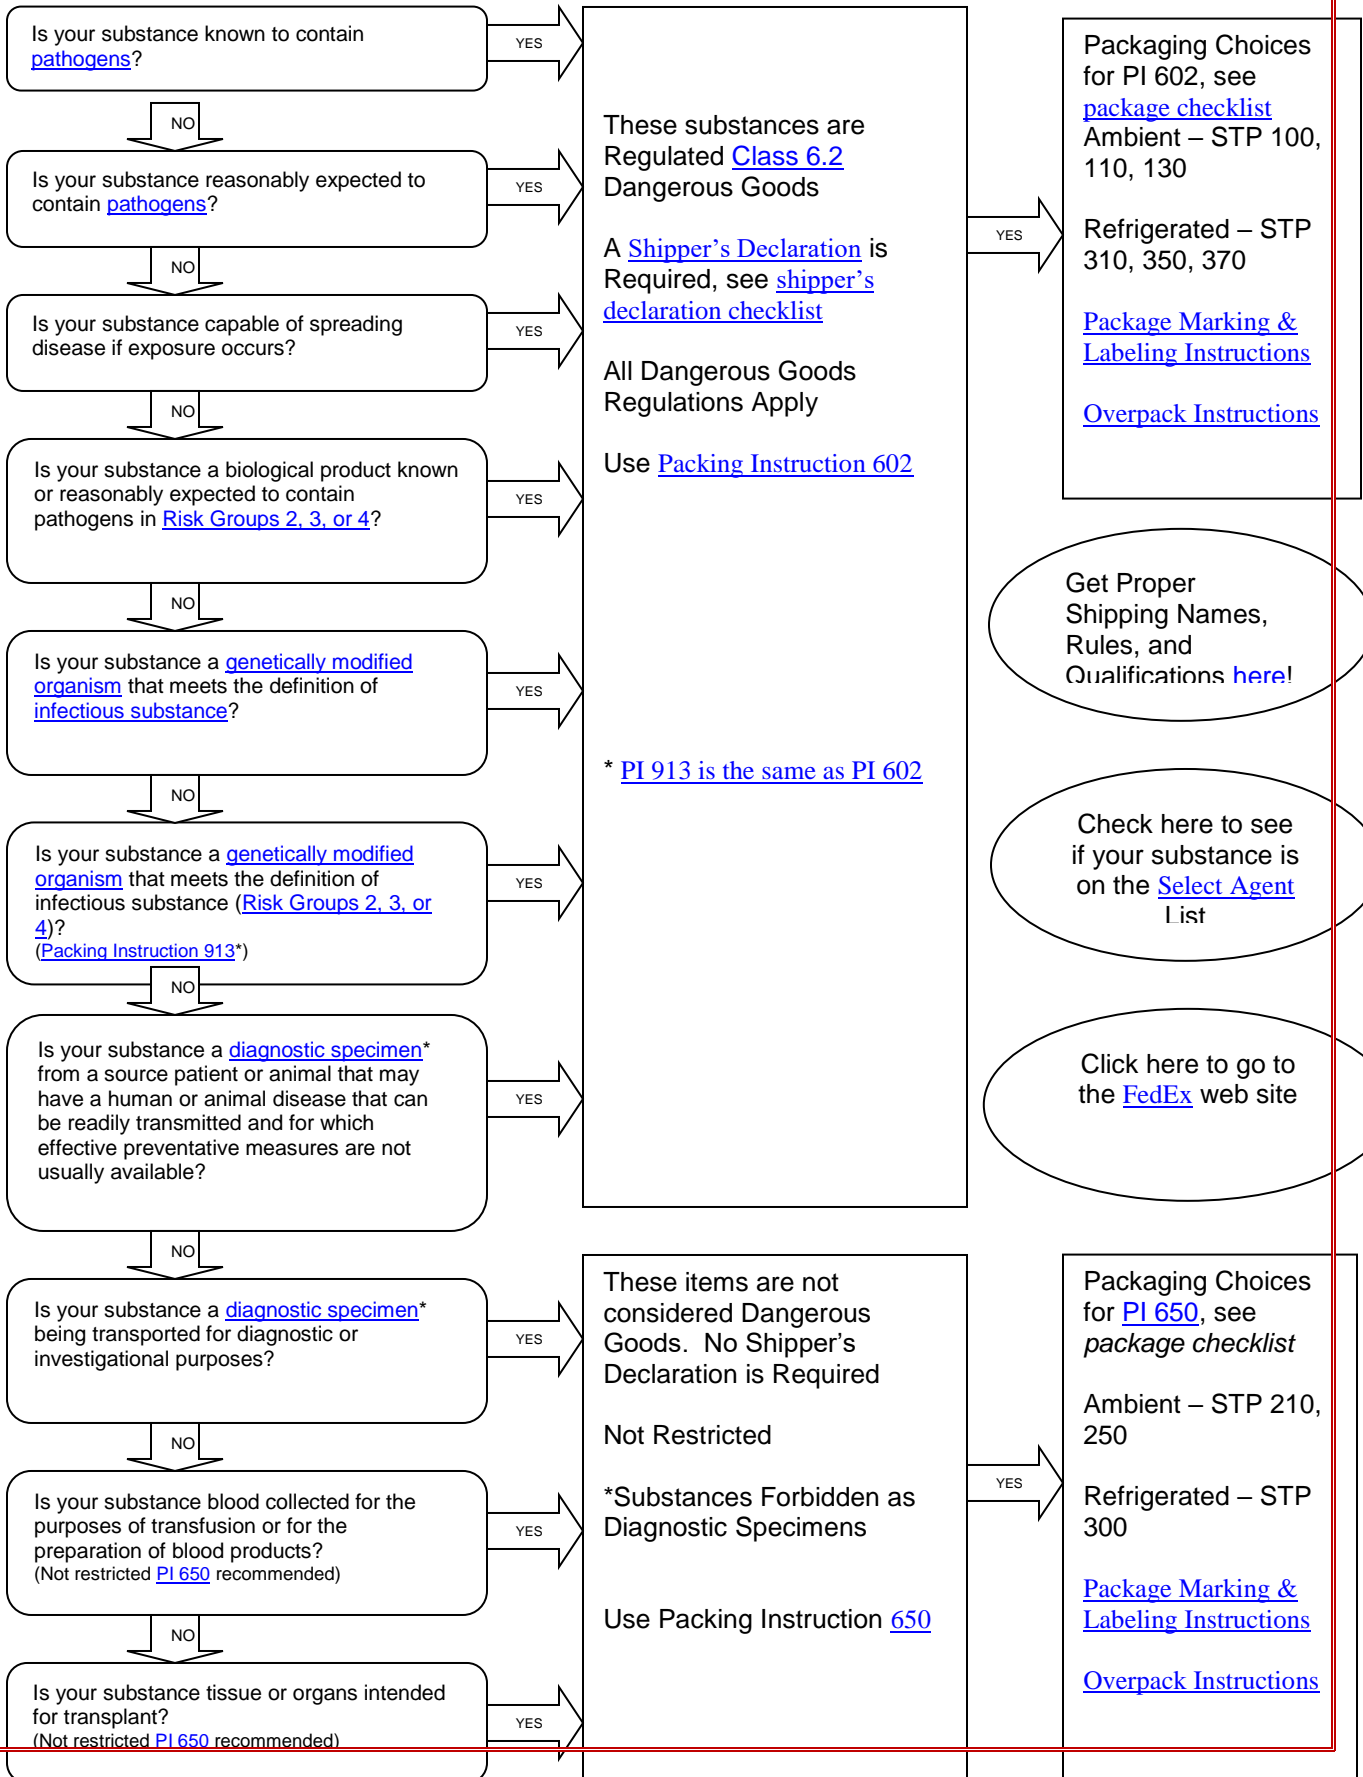 Is your substance known to contain
pathogens?
YES
NO
Is your substance reasonably expected to
contain pathogens?
YES
NO
Is your substance capable of spreading
disease if exposure occurs?
YES
NO
Is your substance a biological product known
or reasonably expected to contain
pathogens in Risk Groups 2, 3, or 4?
YES
NO
Is your substance a genetically modified
organism that meets the definition of
infectious substance?
YES
NO
Is your substance a genetically modified
organism that meets the definition of
infectious substance (Risk Groups 2, 3, or
4)?
(Packing Instruction 913*)
YES
NO
Is your substance a diagnostic specimen*
from a source patient or animal that may
have a human or animal disease that can
be readily transmitted and for which
effective preventative measures are not
usually available?
YES
NO
These substances are
Regulated Class 6.2
Dangerous Goods
A Shipper's Declaration is
Required, see shipper's
declaration checklist
All Dangerous Goods
Regulations Apply
Use Packing Instruction 602
* PI 913 is the same as PI 602
YES
Packaging Choices
for PI 602, see
package checklist
Ambient – STP 100,
110, 130
Refrigerated – STP
310, 350, 370
Package Marking &
Labeling Instructions
Overpack Instructions
Get Proper
Shipping Names,
Rules, and
Qualifications here!
Check here to see
if your substance is
on the Select Agent
List
Click here to go to
the FedEx web site
Is your substance a diagnostic specimen*
being transported for diagnostic or
investigational purposes?
YES
NO
Is your substance blood collected for the
purposes of transfusion or for the
preparation of blood products?
(Not restricted PI 650 recommended)
YES
NO
Is your substance tissue or organs intended
for transplant?
(Not restricted PI 650 recommended)
YES
These items are not
considered Dangerous
Goods.  No Shipper's
Declaration is Required
Not Restricted
*Substances Forbidden as
Diagnostic Specimens
Use Packing Instruction 650
YES
Packaging Choices
for PI 650, see
package checklist
Ambient – STP 210,
250
Refrigerated – STP
300
Package Marking &
Labeling Instructions
Overpack Instructions